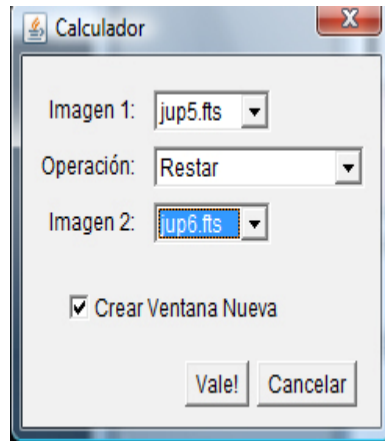 Calculador
X
Imagen 1: jup5.fts
Operación: Restar
Imagen 2: jup6.fts
Crear Ventana Nueva
Vale! Cancelar